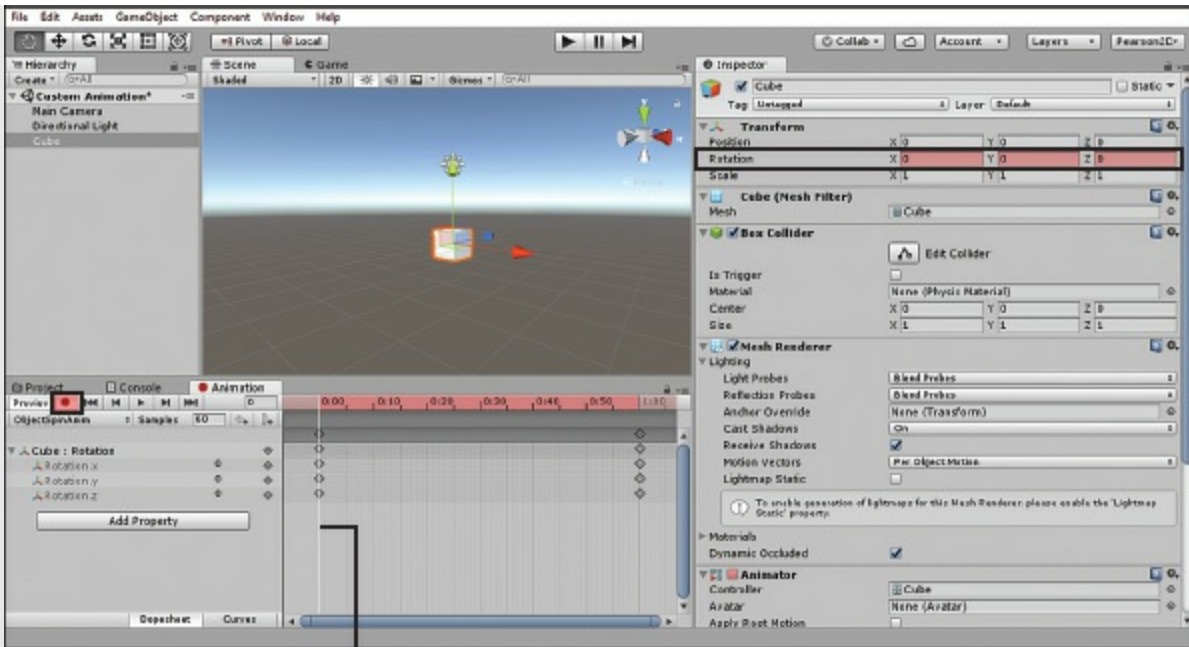 File Edit Assets GameObject Component Window Help
Pivot Local Collab Account Layers Pearson2D
Hierarchy
Create All
Custom Animation*
Main Camera
Directional Light
Cube
Scene Game
Shaded 2D Gizmos All
Inspector
Cube Static
Tag Untagged Layer Default
Transform
Position X 0 Y 0 Z 0
Rotation X 0 Y 0 Z 0
Scale X 1 Y 1 Z 1
Cube (Mesh Filter)
Mesh Cube
Box Collider
Edit Collider
Is Trigger
Material None (Physic Material)
Center X 0 Y 0 Z 0
Size X 1 Y 1 Z 1
Mesh Renderer
Lighting
Light Probes Blend Probes
Reflection Probes Blend Probes
Anchor Override None (Transform)
Cast Shadows On
Receive Shadows
Motion Vectors Per Object Motion
Lightmap Static
To enable generation of lightmaps for this Mesh Renderer, please enable the 'Lightmap
Static' property.
Materials
Dynamic Occluded
Animator
Controller Cube
Avatar None (Avatar)
Apply Root Motion
Project Console Animation
Preview 0 0:00 0:10 0:20 0:30 0:40 0:50 1:00
ObjectSpinAnim Samples 60
Cube : Rotation
Rotation.x
Rotation.y
Rotation.z
Add Property
Dopesheet Curves